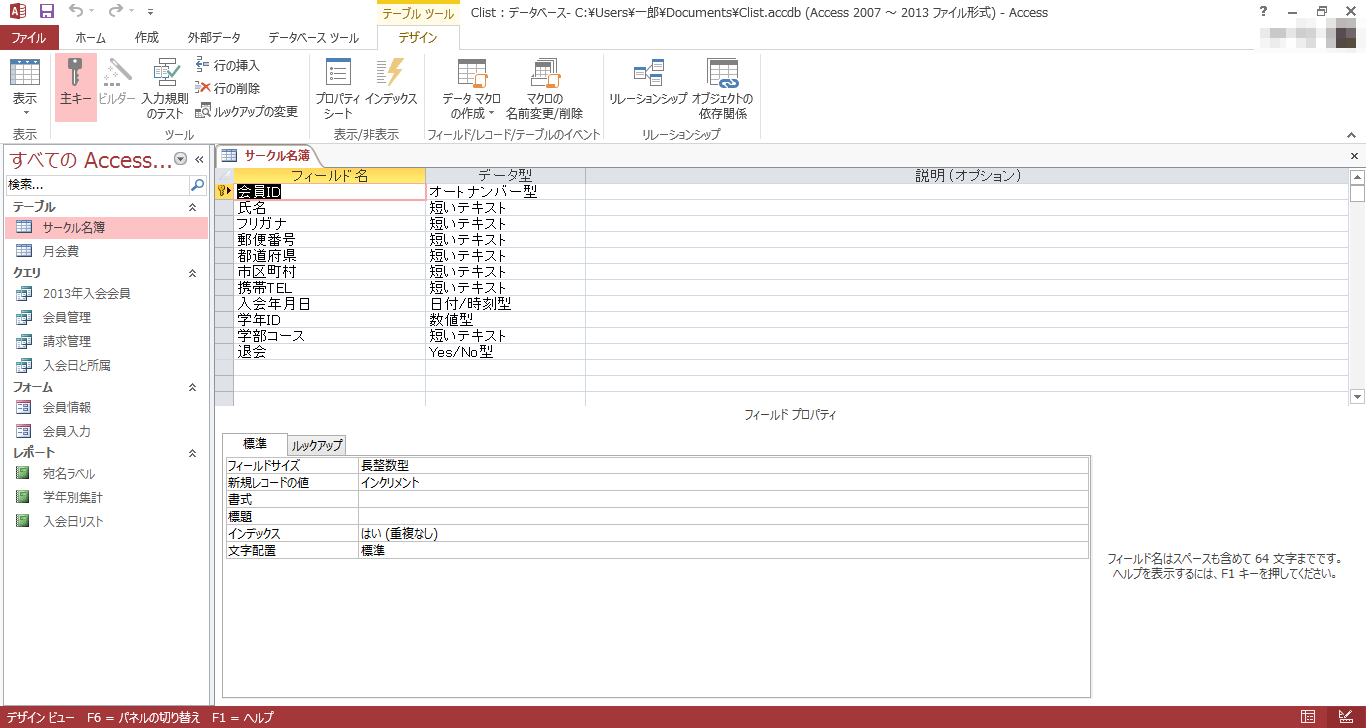 テーブル ツール
Clist : データベース- C:¥Users¥一郎¥Documents¥Clist.accdb (Access 2007 ～ 2013 ファイル形式) - Access
?
ファイル
ホーム
作成
外部データ
データベース ツール
デザイン
表示
主キー
ビルダー
入力規則
のテスト
行の挿入
行の削除
ルックアップの変更
プロパティ
シート
インデックス
データ マクロ
の作成
マクロの
名前変更/削除
リレーションシップ
オブジェクトの
依存関係
表示
ツール
表示/非表示
フィールド/レコード/テーブルのイベント
リレーションシップ
すべての Access...
検索...
テーブル
サークル名簿
月会費
クエリ
2013年入会会員
会員管理
請求管理
入会日と所属
フォーム
会員情報
会員入力
レポート
宛名ラベル
学年別集計
入会日リスト
サークル名簿
フィールド名 データ型 説明（オプション）
会員ID オートナンバー型
氏名 短いテキスト
フリガナ 短いテキスト
郵便番号 短いテキスト
都道府県 短いテキスト
市区町村 短いテキスト
携帯TEL 短いテキスト
入会年月日 日付/時刻型
学年ID 数値型
学部コース 短いテキスト
退会 Yes/No型
フィールド プロパティ
標準 ルックアップ
フィールドサイズ 長整数型
新規レコードの値 インクリメント
書式
標題
インデックス はい (重複なし)
文字配置 標準
フィールド名はスペースも含めて 64 文字までです。
ヘルプを表示するには、F1 キーを押してください。
デザイン ビュー F6 = パネルの切り替え F1 = ヘルプ